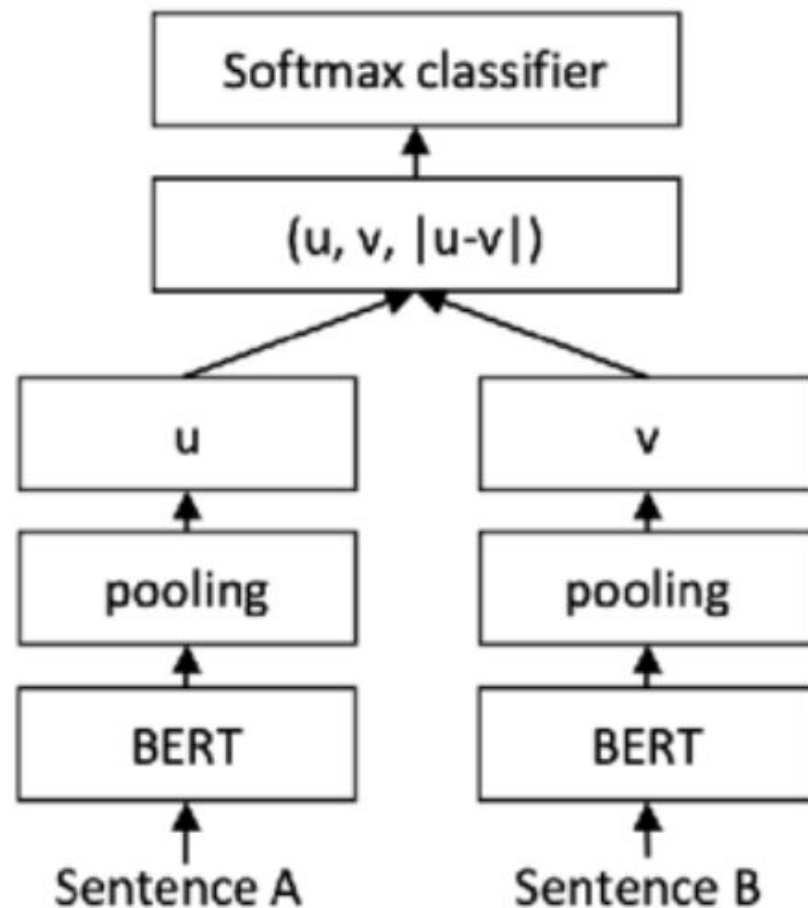 Softmax classifier
(u, v, |u-v|)
u
v
pooling
pooling
BERT
BERT
Sentence A
Sentence B